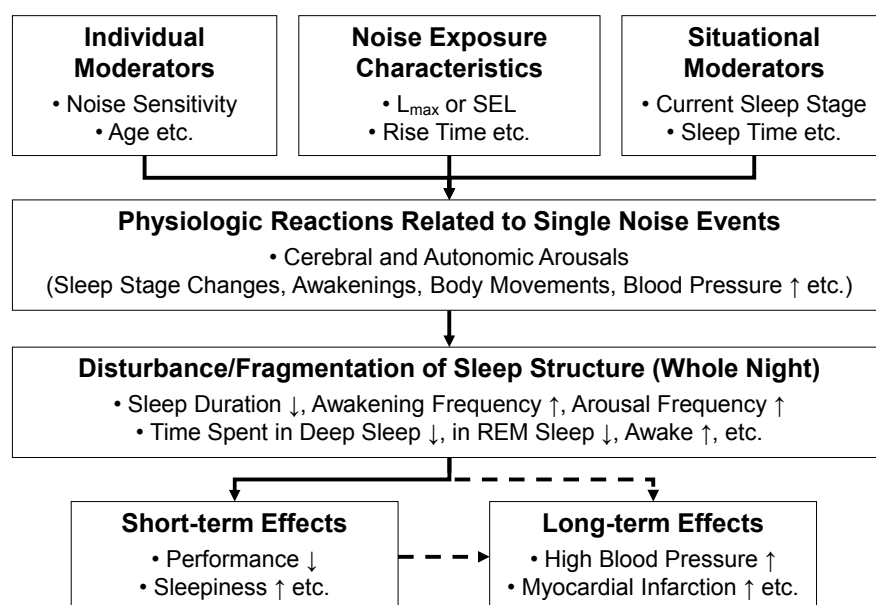 Individual
Moderators
• Noise Sensitivity
• Age etc.
Noise Exposure
Characteristics
• Lmax or SEL
• Rise Time etc.
Situational
Moderators
• Current Sleep Stage
• Sleep Time etc.
Physiologic Reactions Related to Single Noise Events
• Cerebral and Autonomic Arousals
(Sleep Stage Changes, Awakenings, Body Movements, Blood Pressure ↑ etc.)
Disturbance/Fragmentation of Sleep Structure (Whole Night)
• Sleep Duration ↓, Awakening Frequency ↑, Arousal Frequency ↑
• Time Spent in Deep Sleep ↓, in REM Sleep ↓, Awake ↑, etc.
Short-term Effects
• Performance ↓
• Sleepiness ↑ etc.
Long-term Effects
• High Blood Pressure ↑
• Myocardial Infarction ↑ etc.